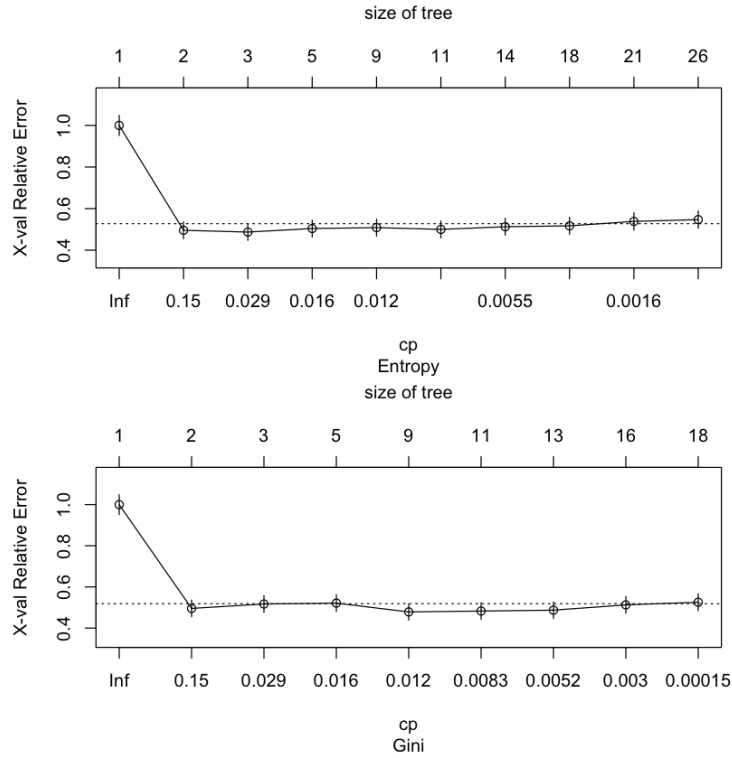 size of tree
1 2 3 5 9 11 14 18 21 26
X-val Relative Error
1.0
0.8
0.6
0.4
Inf 0.15 0.029 0.016 0.012 0.0055 0.0016
cp
Entropy
size of tree
1 2 3 5 9 11 13 16 18
X-val Relative Error
1.0
0.8
0.6
0.4
Inf 0.15 0.029 0.016 0.012 0.0083 0.0052 0.003 0.00015
cp
Gini